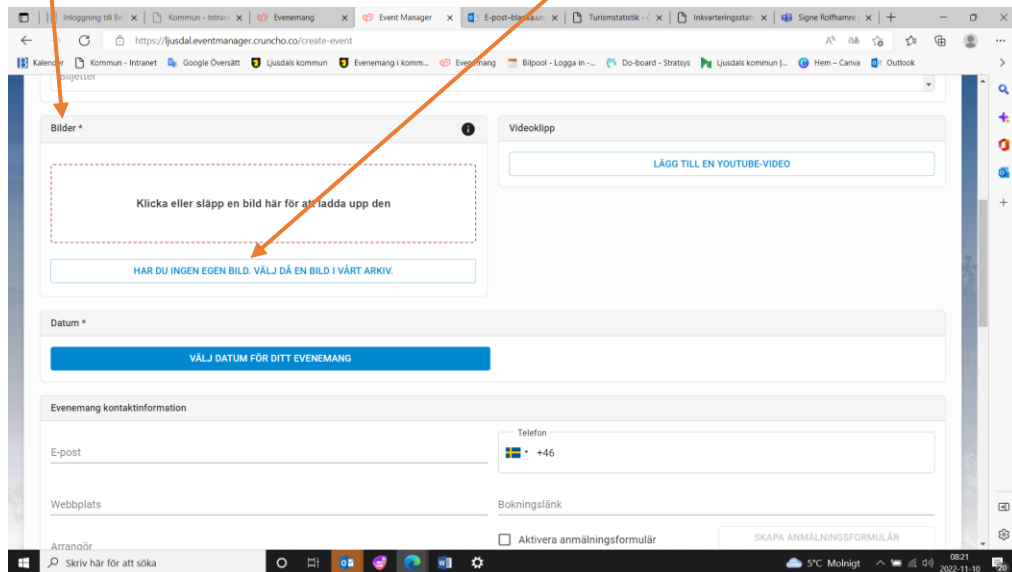 Inloggning till Be
Kommun - Intran
Evenemang
Event Manager
Turismstatistik - 
Inkvarteringsstati
Signe Rolfhamre
https://ljusdal.eventmanager.cruncho.co/create-event
Kalender
Kommun - Intranet
Google Översätt
Ljusdals kommun
Evenemang i komm...
Evenemang
Bilpool - Logga in -...
Do-board - Stratsys
Ljusdals kommun |...
Hem – Canva
Outlook
Biljetter
Bilder *
Videoklipp
LÄGG TILL EN YOUTUBE-VIDEO
Klicka eller släpp en bild här för att ladda upp den
HAR DU INGEN EGEN BILD. VÄLJ DÅ EN BILD I VÅRT ARKIV.
Datum *
VÄLJ DATUM FÖR DITT EVENEMANG
Evenemang kontaktinformation
E-post
Telefon
+46
Webbplats
Bokningslänk
Arrangör
Aktivera anmälningsformulär
SKAPA ANMÄLNINGSFORMULÄR
Skriv här för att söka
5°C Molnigt
08:21
2022-11-10
20